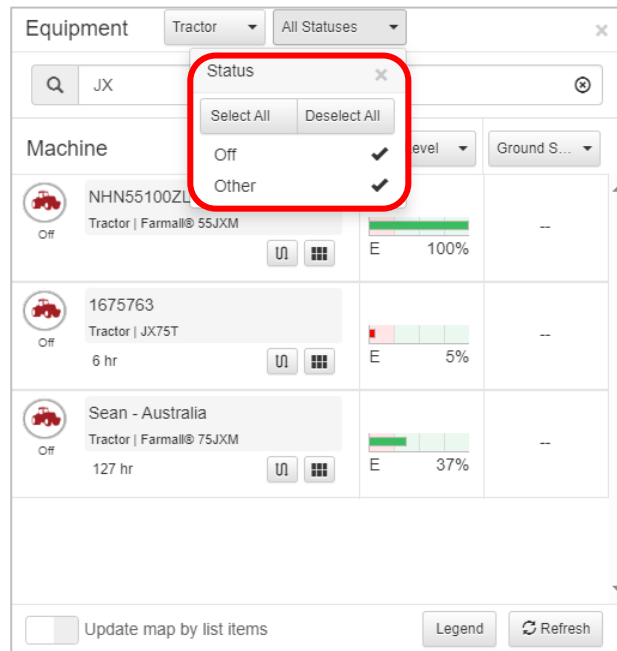 Equipment Tractor All Statuses
JX
Status
Select All Deselect All
Off
Other
Machine evel Ground S...
NHN55100ZL
Tractor | Farmall® 55JXM
Off
E 100%
--
1675763
Tractor | JX75T
Off
6 hr
E 5%
--
Sean - Australia
Tractor | Farmall® 75JXM
Off
127 hr
E 37%
--
Update map by list items Legend Refresh